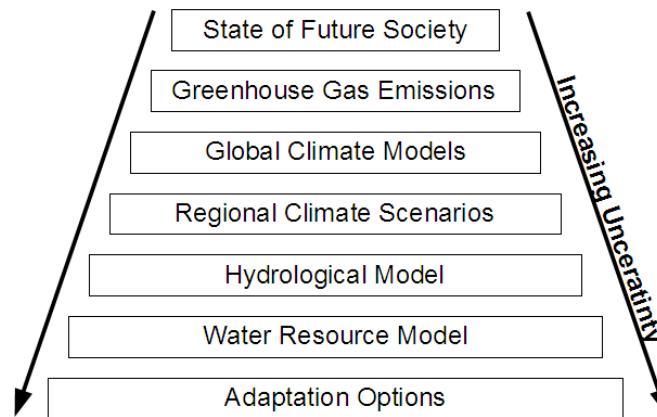 State of Future Society
Greenhouse Gas Emissions
Global Climate Models
Regional Climate Scenarios
Hydrological Model
Water Resource Model
Adaptation Options
Increasing Unceratinty